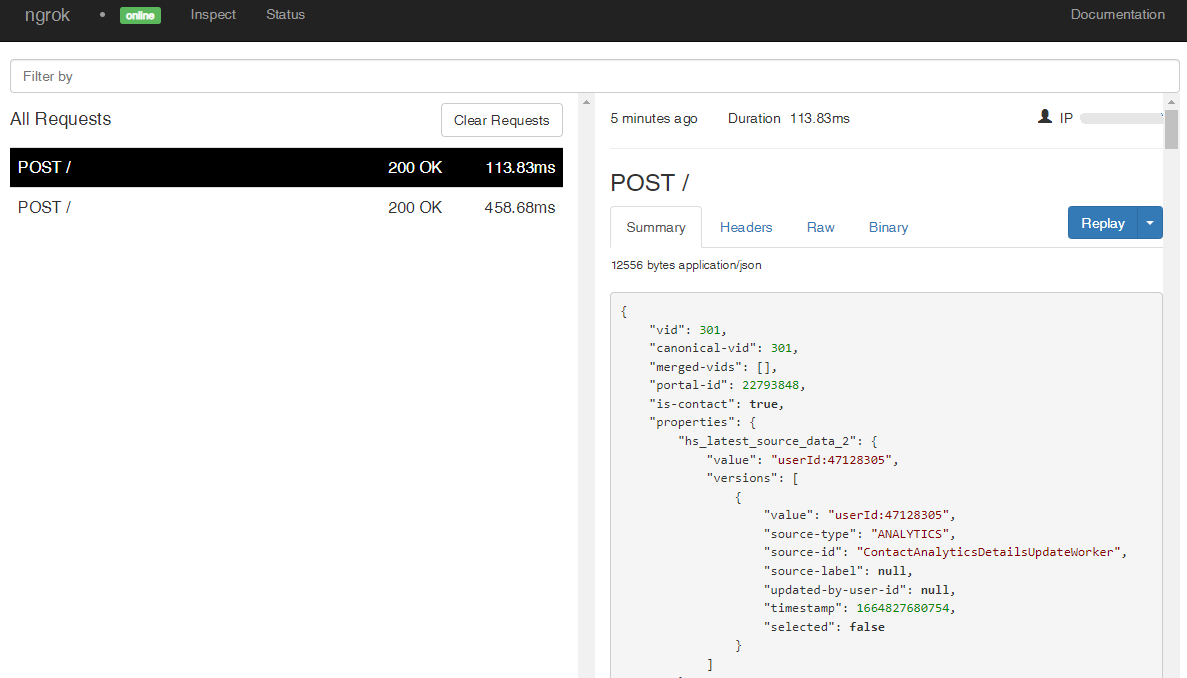 ngrok • online Inspect Status Documentation
Filter by
All Requests Clear Requests
POST / 200 OK 113.83ms
POST / 200 OK 458.68ms
5 minutes ago Duration 113.83ms IP
POST /
Summary Headers Raw Binary Replay
12556 bytes application/json
{
    "vid": 301,
    "canonical-vid": 301,
    "merged-vids": [],
    "portal-id": 22793848,
    "is-contact": true,
    "properties": {
        "hs_latest_source_data_2": {
            "value": "userId:47128305",
            "versions": [
                {
                    "value": "userId:47128305",
                    "source-type": "ANALYTICS",
                    "source-id": "ContactAnalyticsDetailsUpdateWorker",
                    "source-label": null,
                    "updated-by-user-id": null,
                    "timestamp": 1664827680754,
                    "selected": false
                }
            ]